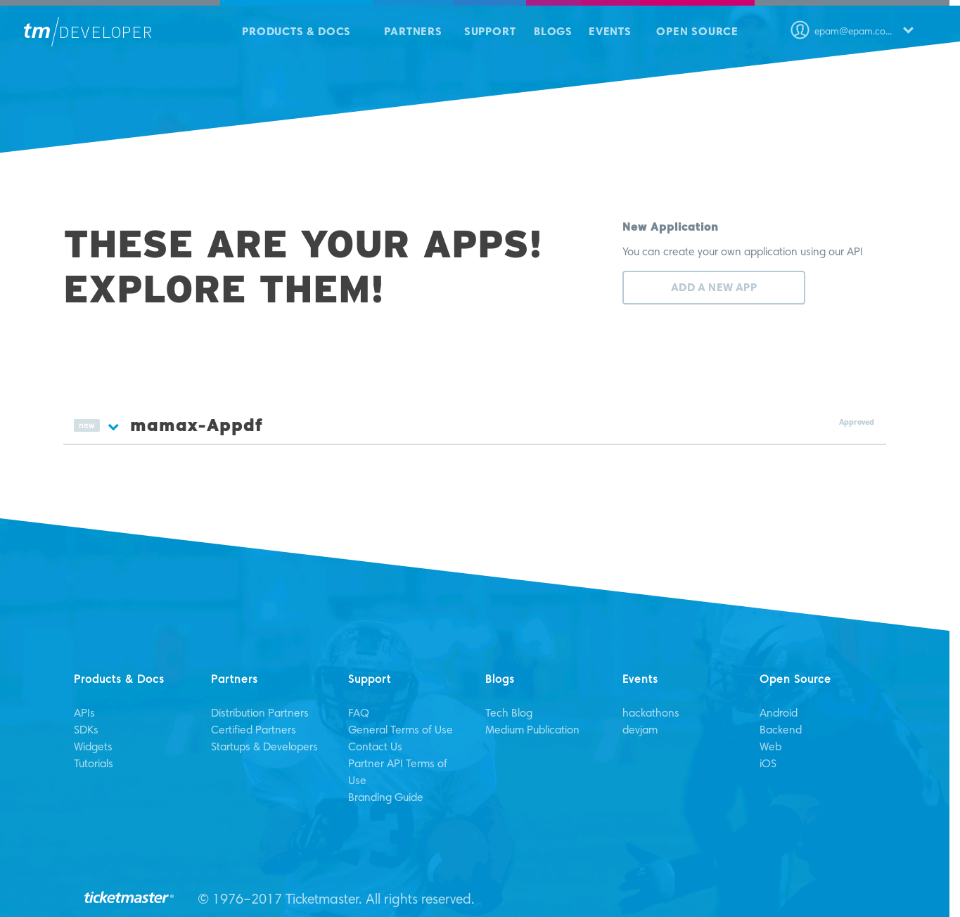 tm/DEVELOPER
PRODUCTS & DOCS PARTNERS SUPPORT BLOGS EVENTS OPEN SOURCE epam@epam.co...
THESE ARE YOUR APPS!
EXPLORE THEM!
New Application
You can create your own application using our API
ADD A NEW APP
new mamax-Appdf Approved
Products & Docs
APIs
SDKs
Widgets
Tutorials
Partners
Distribution Partners
Certified Partners
Startups & Developers
Support
FAQ
General Terms of Use
Contact Us
Partner API Terms of
Use
Branding Guide
Blogs
Tech Blog
Medium Publication
Events
hackathons
devjam
Open Source
Android
Backend
Web
iOS
ticketmaster® © 1976-2017 Ticketmaster. All rights reserved.